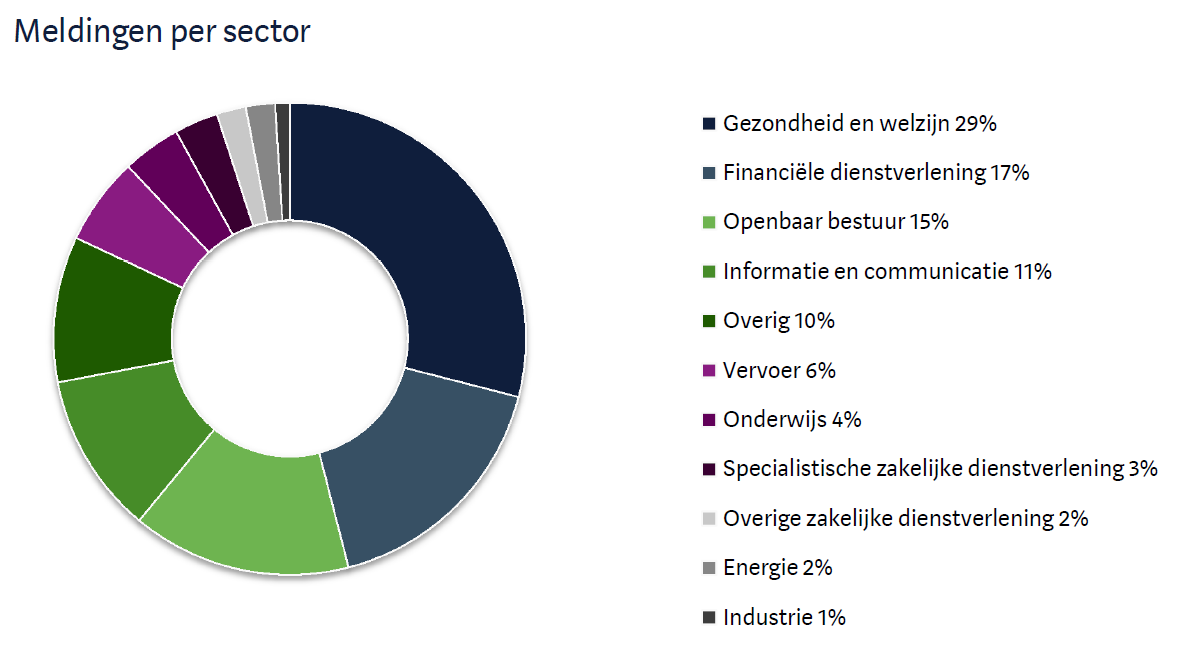 Meldingen per sector
Gezondheid en welzijn 29%
Financiële dienstverlening 17%
Openbaar bestuur 15%
Informatie en communicatie 11%
Overig 10%
Vervoer 6%
Onderwijs 4%
Specialistische zakelijke dienstverlening 3%
Overige zakelijke dienstverlening 2%
Energie 2%
Industrie 1%